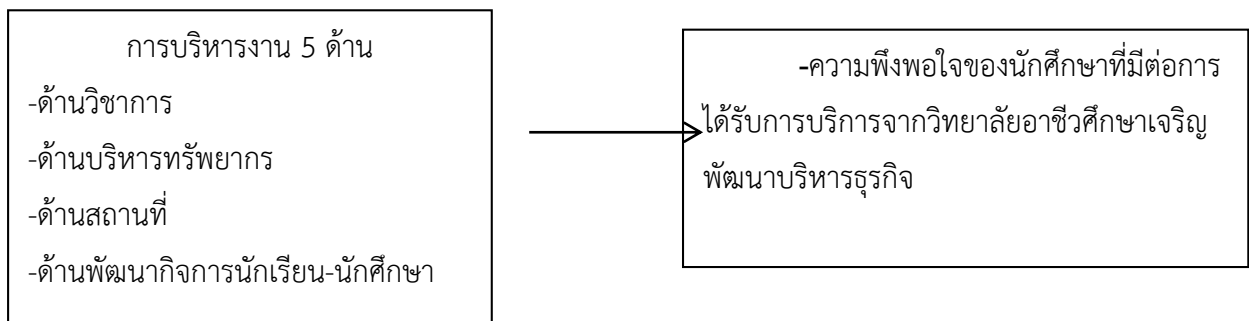 การบริหารงาน 5 ด้าน
-ด้านวิชาการ
-ด้านบริหารทรัพยากร
-ด้านสถานที่
-ด้านพัฒนากิจการนักเรียน-นักศึกษา
-ความพึงพอใจของนักศึกษาที่มีต่อการ
ได้รับการบริการจากวิทยาลัยอาชีวศึกษาเจริญ
พัฒนาบริหารธุรกิจ